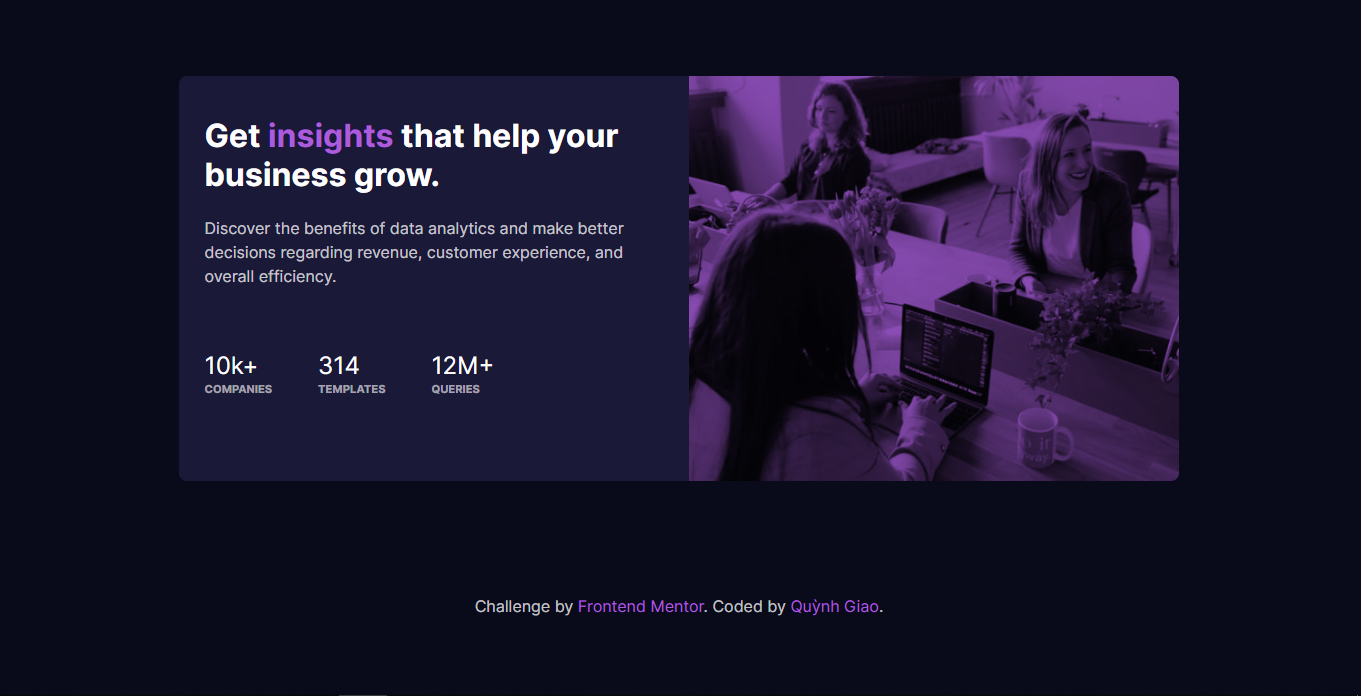 Get insights that help your
business grow.
Discover the benefits of data analytics and make better
decisions regarding revenue, customer experience, and
overall efficiency.
10k+ 314 12M+
COMPANIES TEMPLATES QUERIES
Challenge by Frontend Mentor. Coded by Quỳnh Giao.